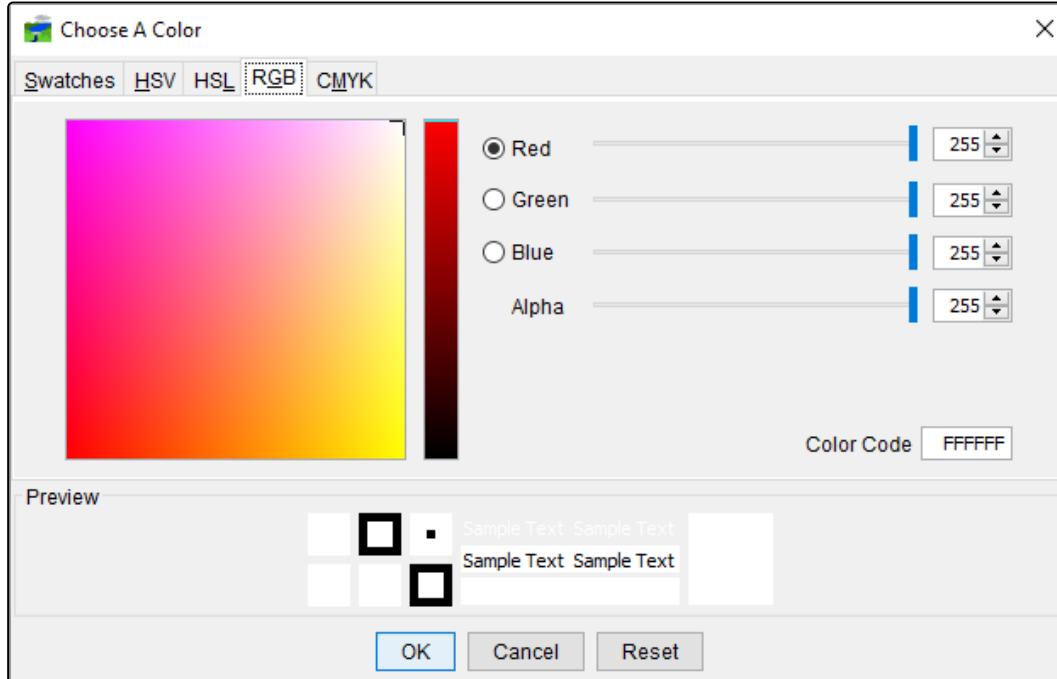 Choose A Color
Swatches HSV HSL RGB CMYK
Red 255
Green 255
Blue 255
Alpha 255
Color Code FFFFFF
Preview
Sample Text Sample Text
Sample Text Sample Text
OK Cancel Reset